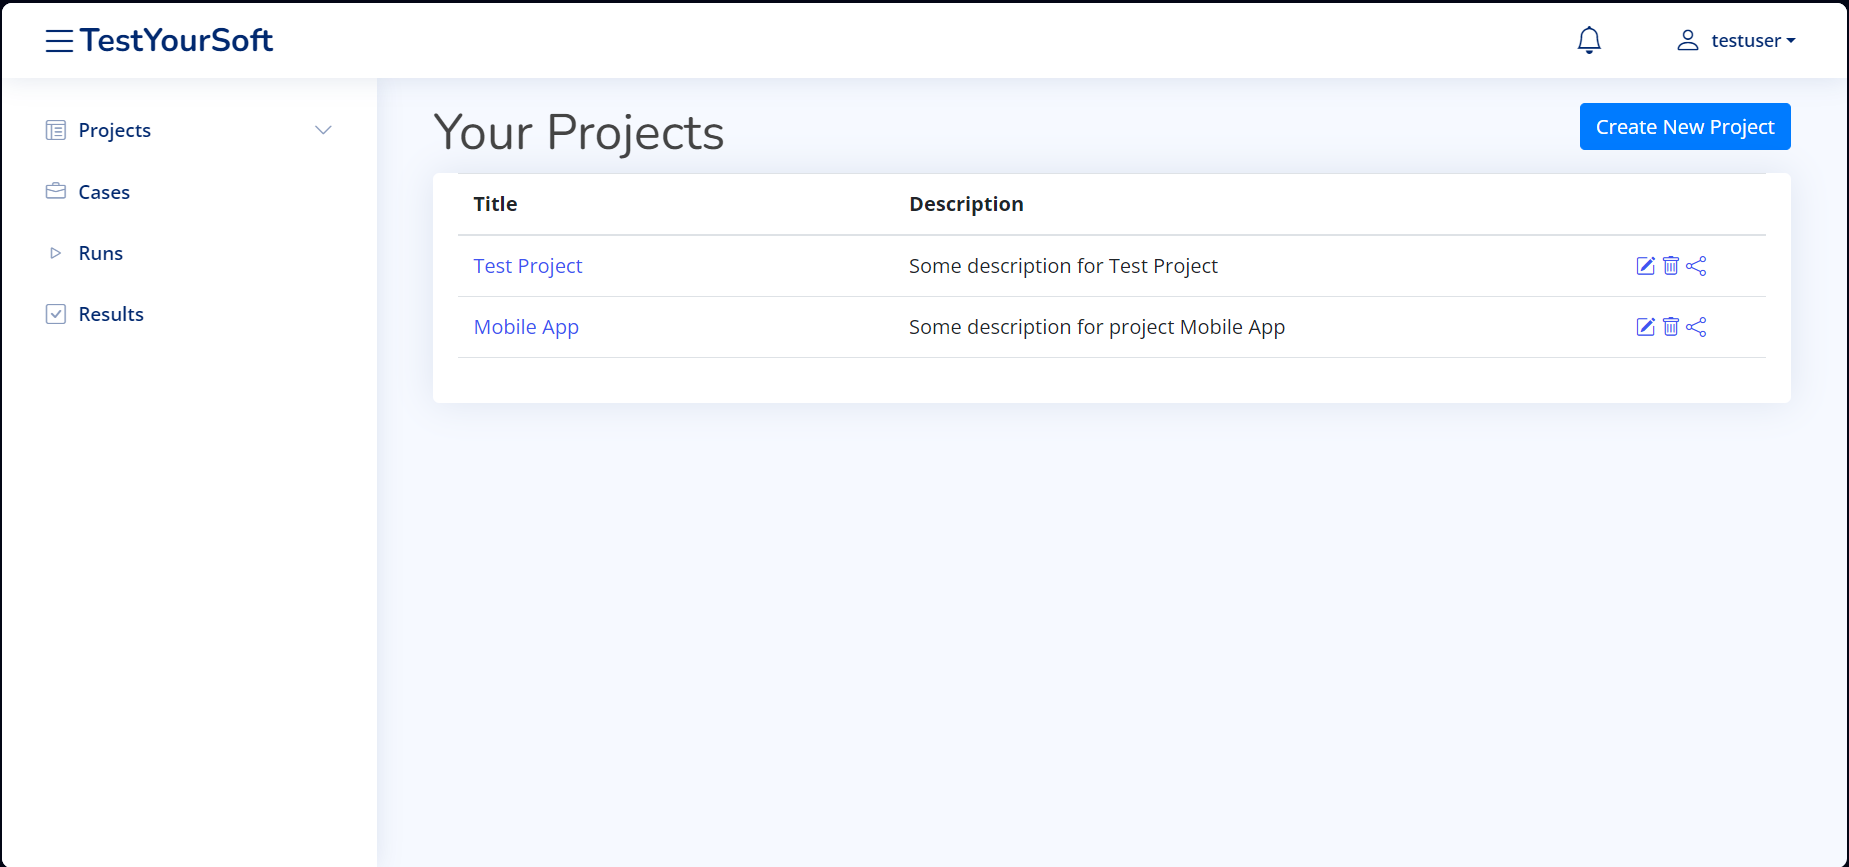 TestYourSoft
testuser
Projects
Cases
Runs
Results
Your Projects
Create New Project
Title Description
Test Project Some description for Test Project
Mobile App Some description for project Mobile App